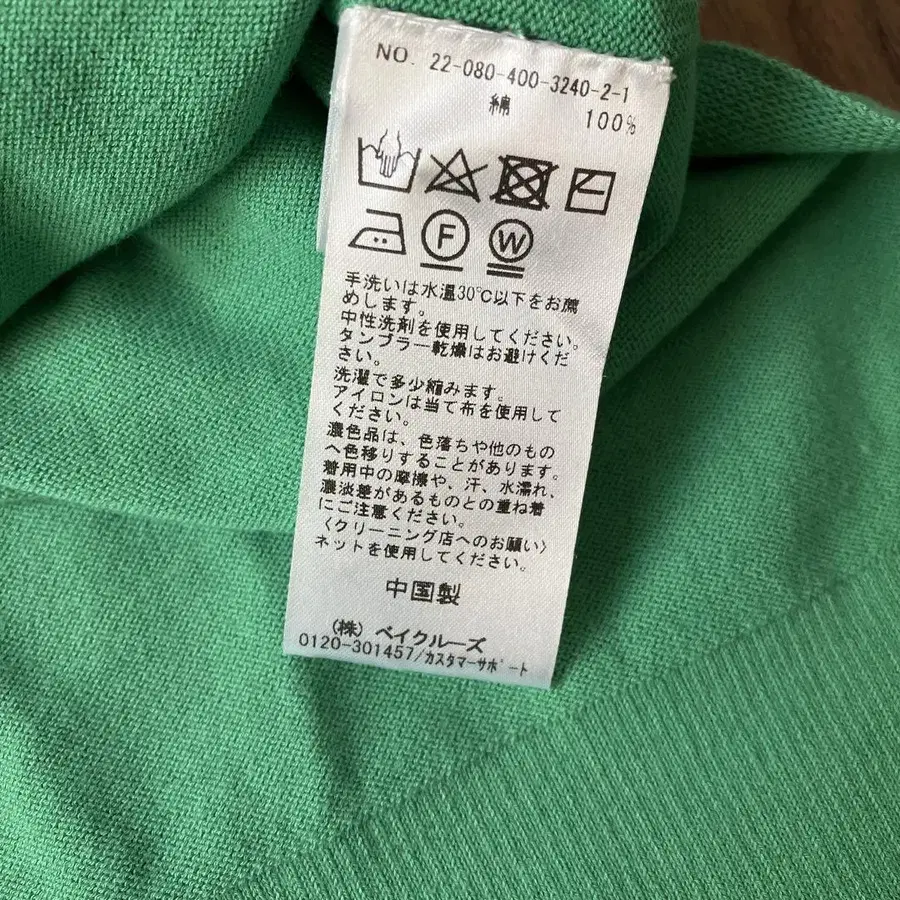 NO. 22-080-400-3240-2-1
綿 100%
F W
手洗いは水温30℃以下をお薦
めします。
中性洗剤を使用してください。
タンブラー乾燥はお避けくだ
さい。
洗濯で多少縮みます。
アイロンは当て布を使用して
ください。
濃色品は、色落ちや他のもの
へ色移りすることがあります。
着用中の摩擦や、汗、水濡れ、
濃淡差があるものとの重ね着
にご注意ください。
〈クリーニング店へのお願い〉
ネットを使用してください。
中国製
(株) ベイクルーズ
0120-301457/カスタマーサポート